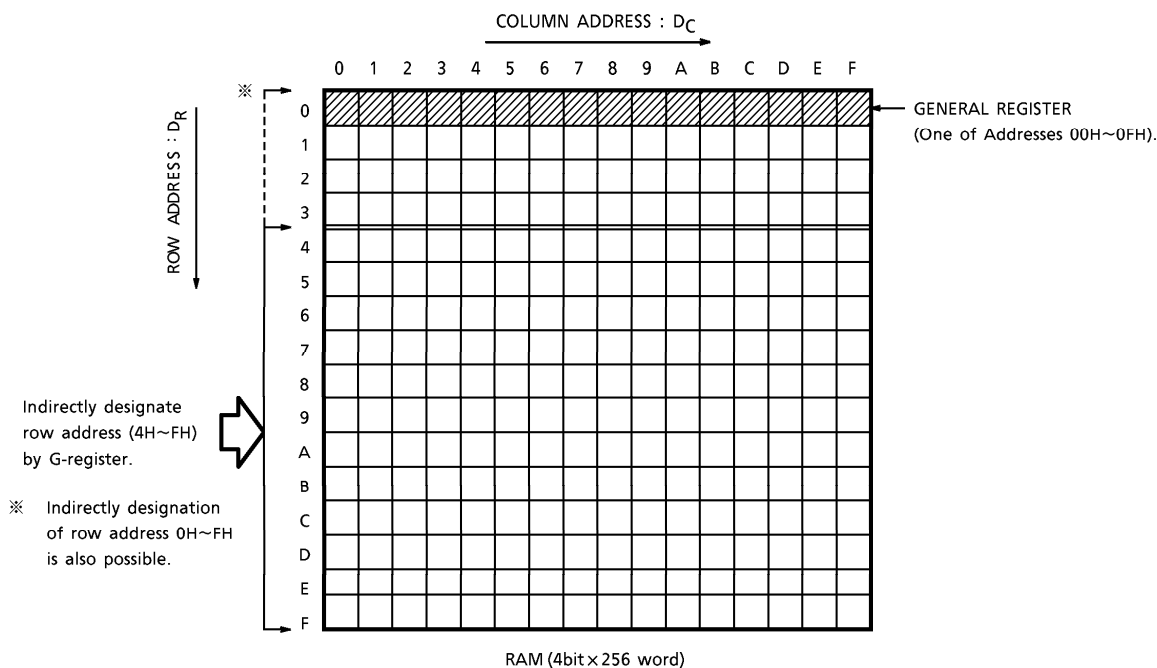 COLUMN ADDRESS : DC
0 1 2 3 4 5 6 7 8 9 A B C D E F
※
ROW ADDRESS : DR
0
1
2
3
4
5
6
7
8
9
A
B
C
D
E
F
GENERAL REGISTER
(One of Addresses 00H~0FH).
Indirectly designate
row address (4H~FH)
by G-register.
※ Indirectly designation
of row address 0H~FH
is also possible.
RAM (4bit×256 word)